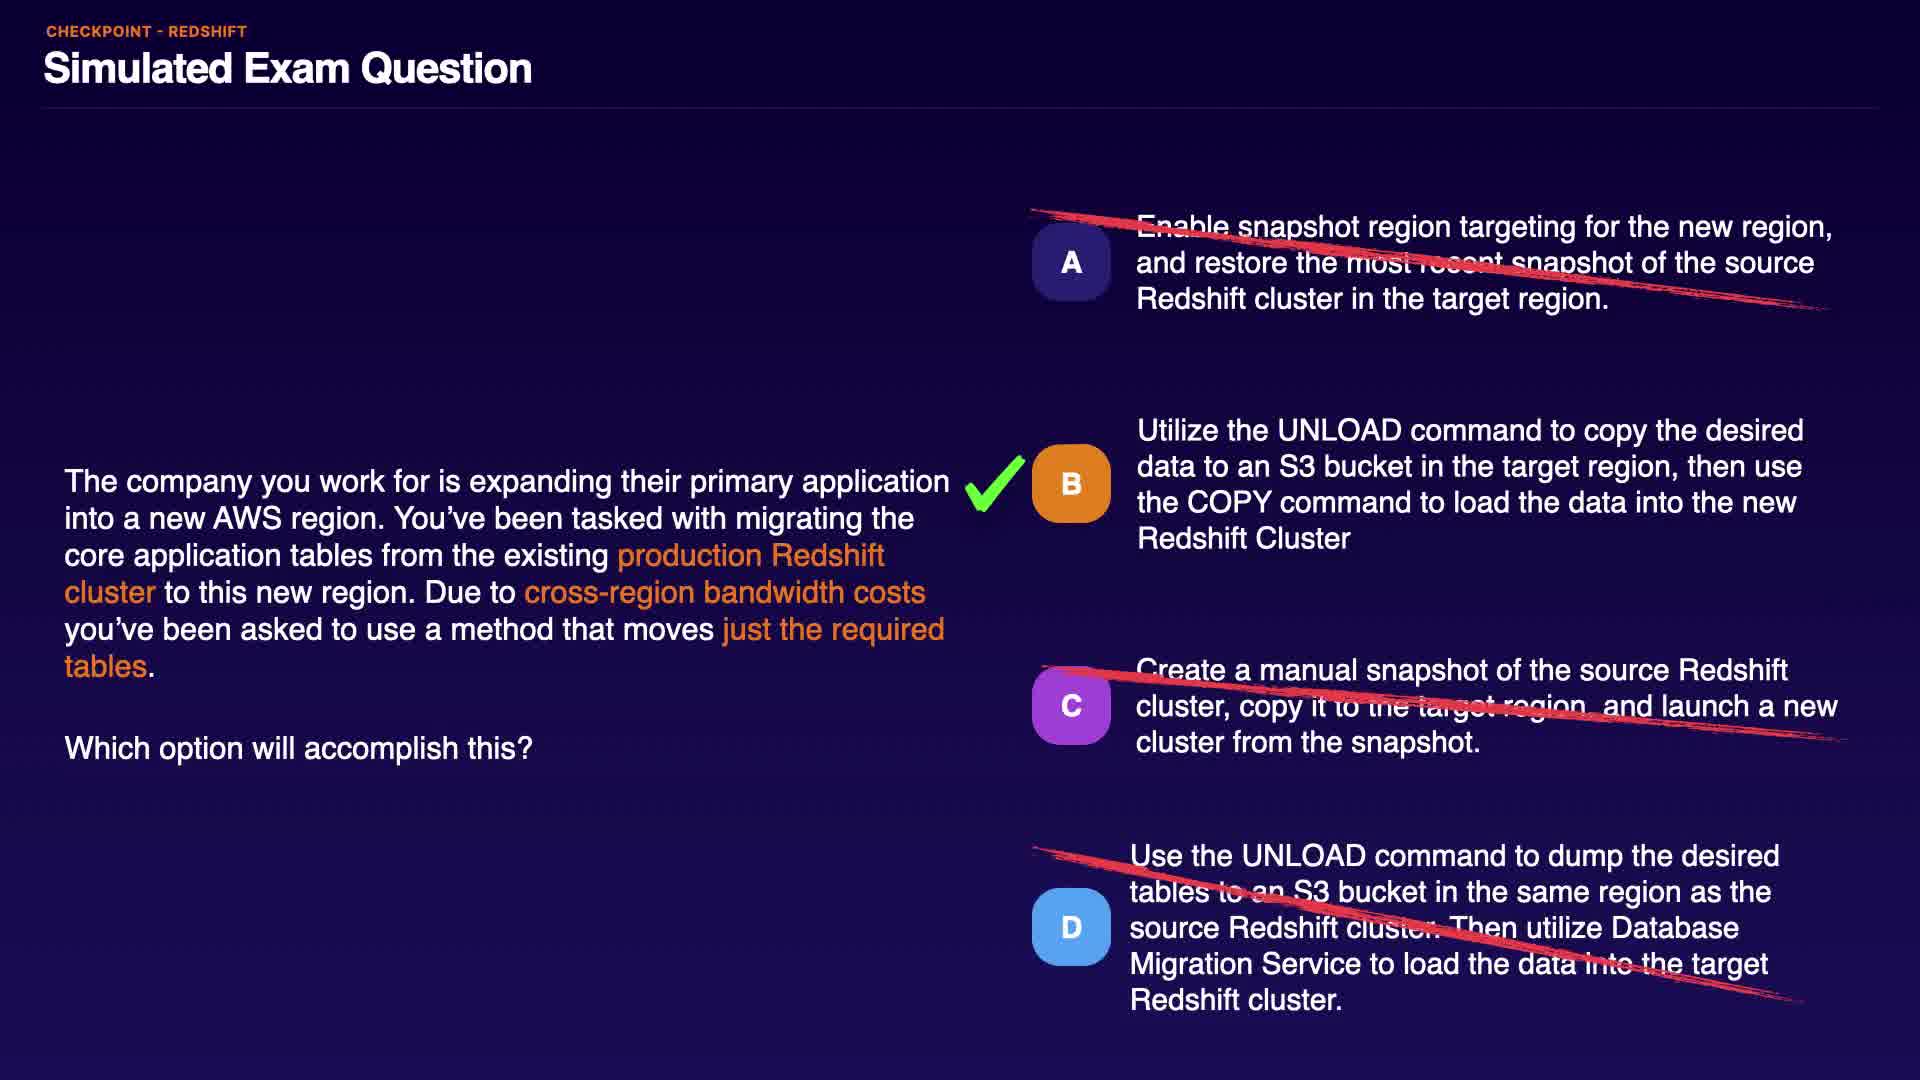 CHECKPOINT - REDSHIFT
Simulated Exam Question
The company you work for is expanding their primary application
into a new AWS region. You’ve been tasked with migrating the
core application tables from the existing production Redshift
cluster to this new region. Due to cross-region bandwidth costs
you’ve been asked to use a method that moves just the required
tables.
Which option will accomplish this?
A
Enable snapshot region targeting for the new region,
and restore the most recent snapshot of the source
Redshift cluster in the target region.
B
Utilize the UNLOAD command to copy the desired
data to an S3 bucket in the target region, then use
the COPY command to load the data into the new
Redshift Cluster
C
Create a manual snapshot of the source Redshift
cluster, copy it to the target region, and launch a new
cluster from the snapshot.
D
Use the UNLOAD command to dump the desired
tables to an S3 bucket in the same region as the
source Redshift cluster. Then utilize Database
Migration Service to load the data into the target
Redshift cluster.